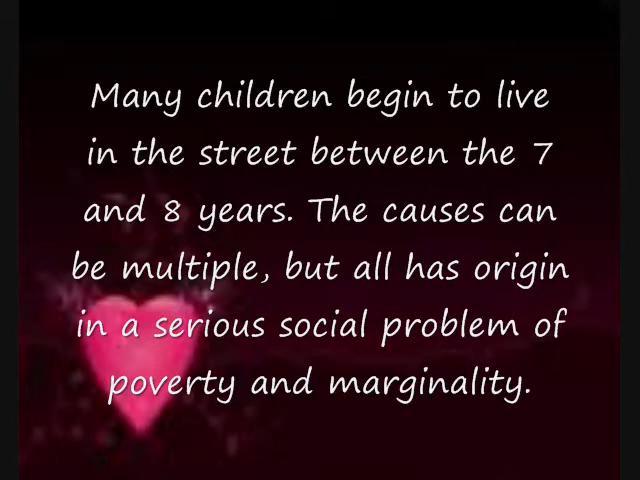 Many children begin to live
in the street between the 7
and 8 years. The causes can
be multiple, but all has origin
in a serious social problem of
poverty and marginality.